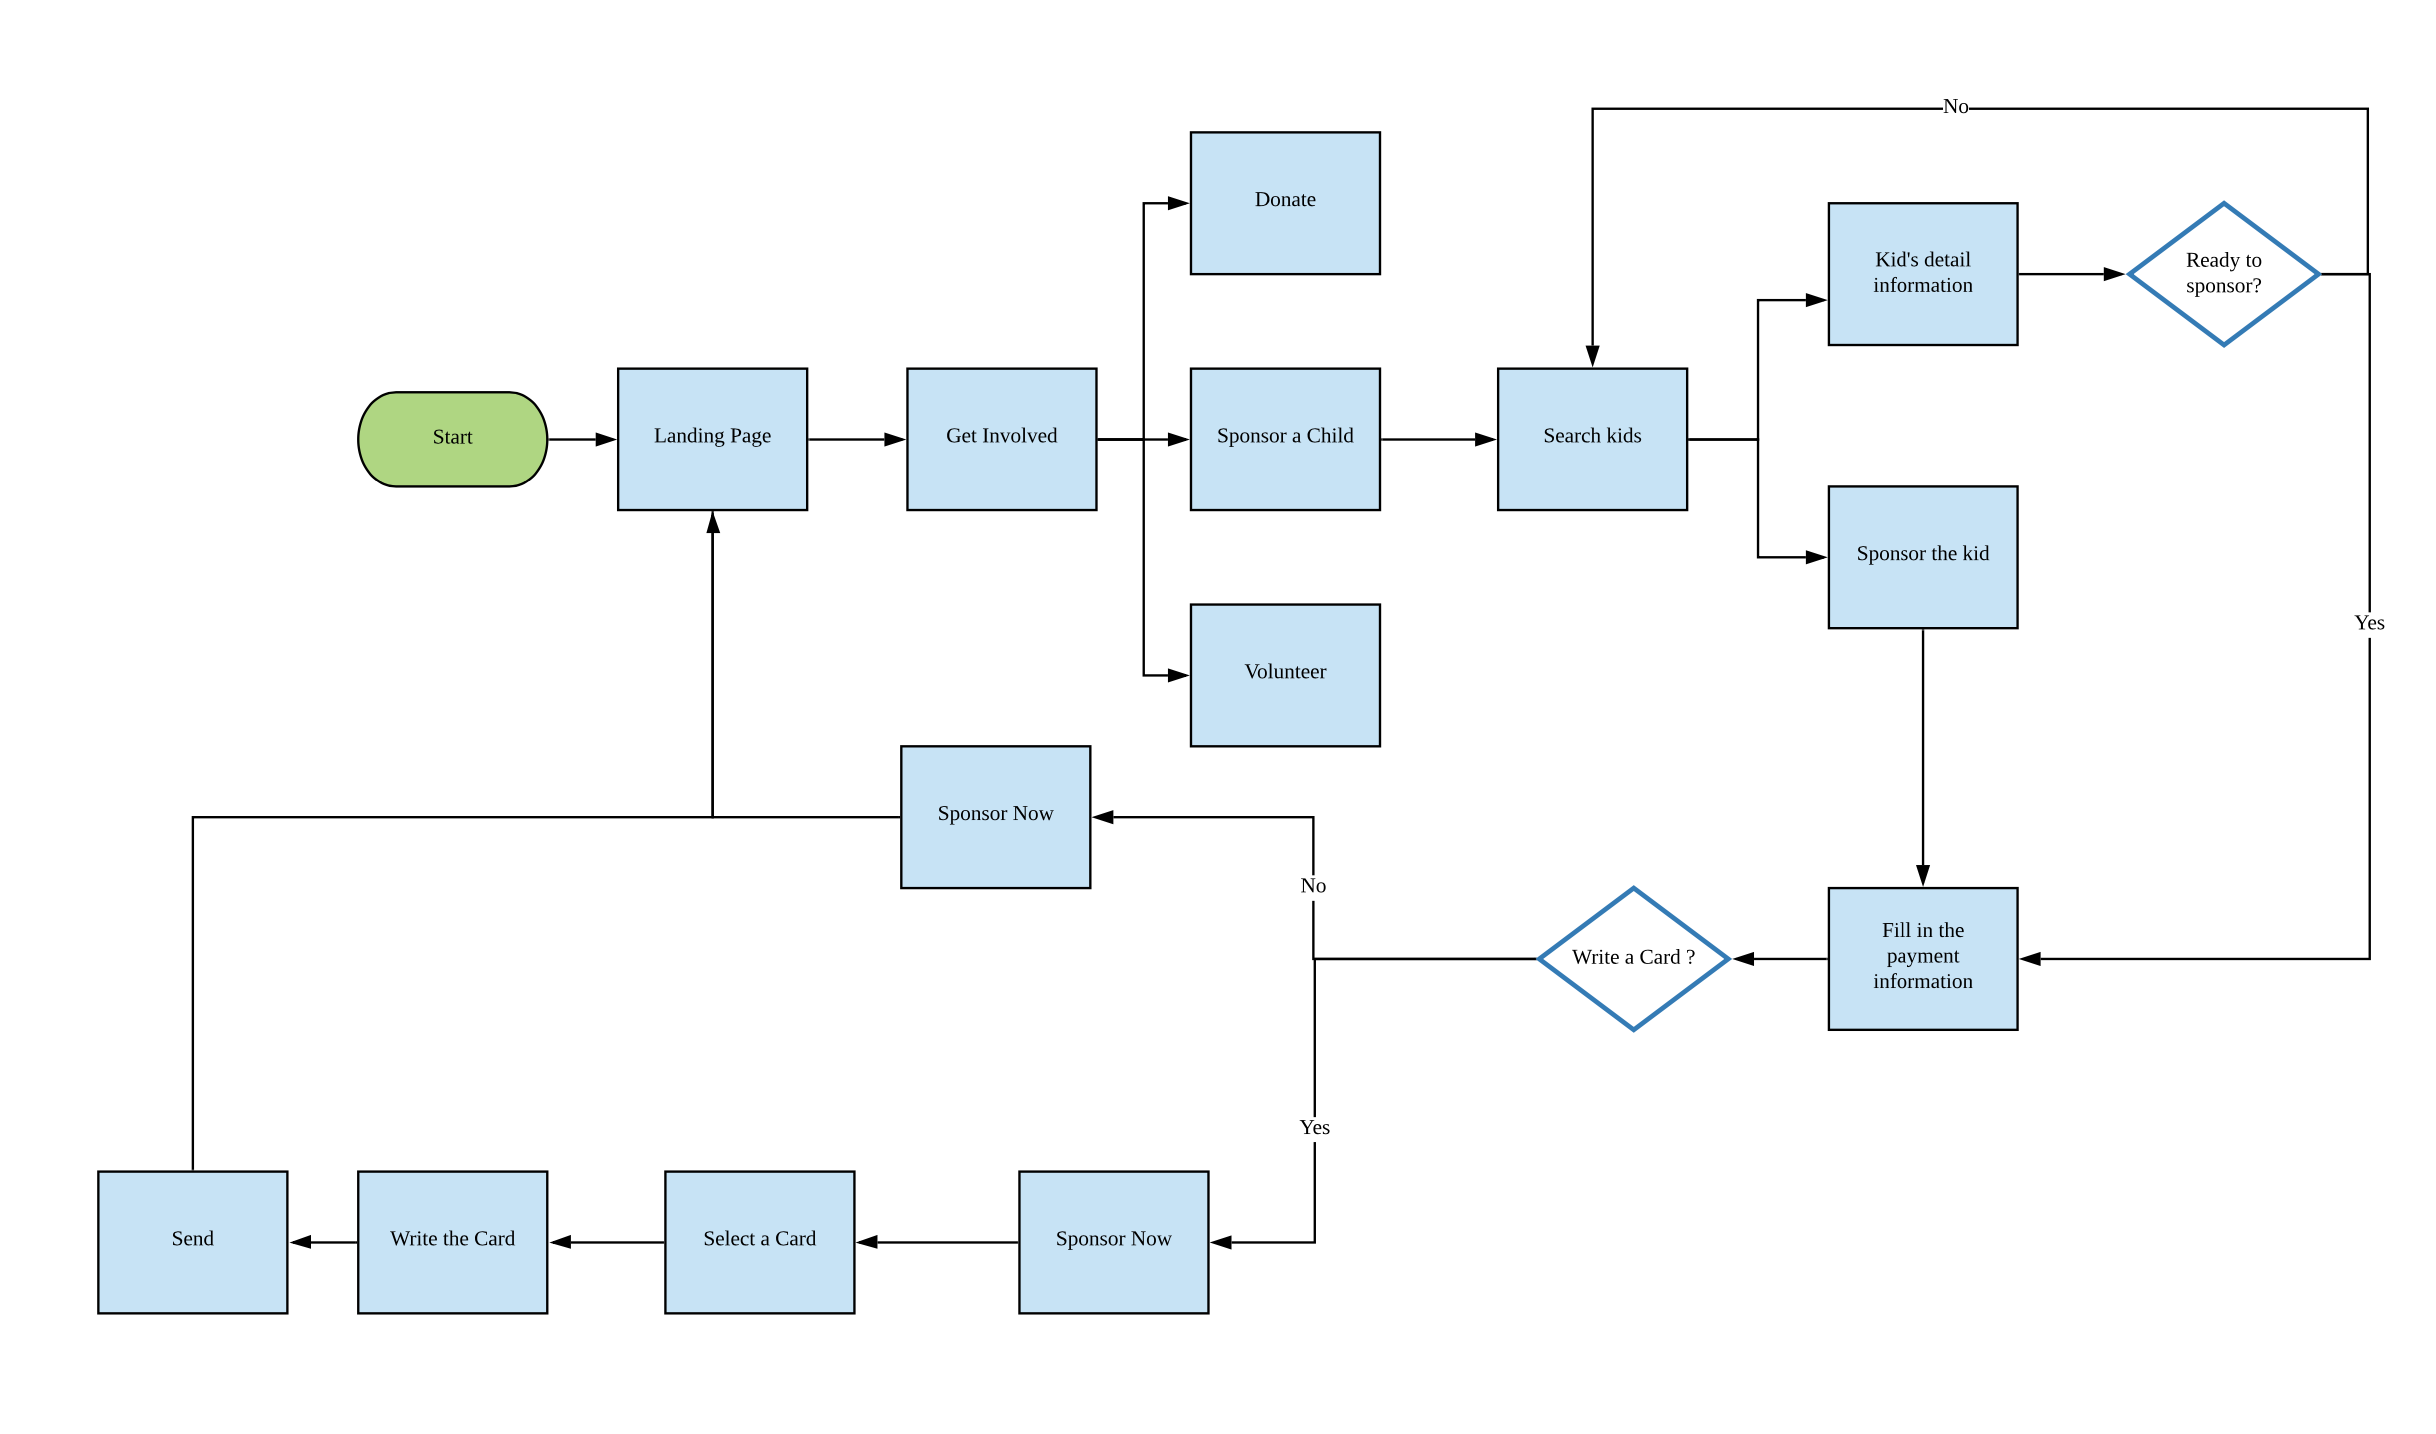 No
Donate
Kid's detail
information
Ready to
sponsor?
Start
Landing Page
Get Involved
Sponsor a Child
Search kids
Sponsor the kid
Yes
Volunteer
Sponsor Now
No
Write a Card ?
Fill in the
payment
information
Yes
Send
Write the Card
Select a Card
Sponsor Now